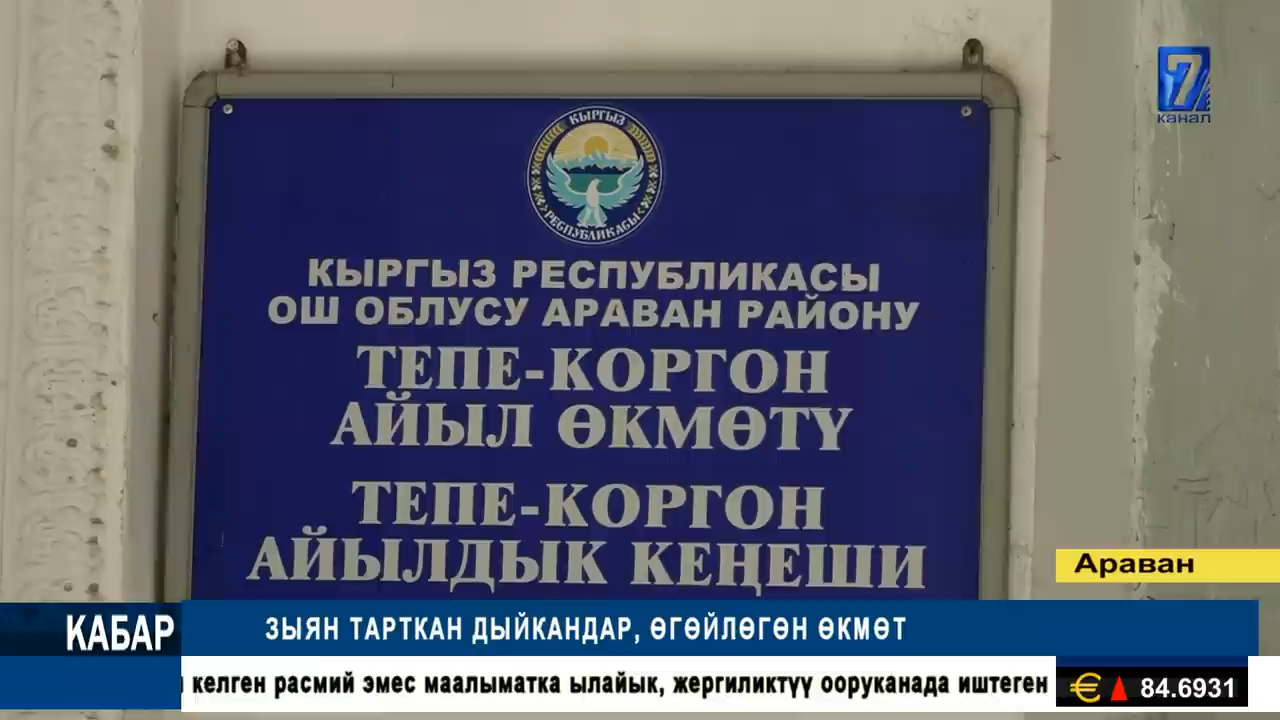 7
канал
КЫРГЫЗ
РЕСПУБЛИКАСЫ
КЫРГЫЗ РЕСПУБЛИКАСЫ
ОШ ОБЛУСУ АРАВАН РАЙОНУ
ТЕПЕ-КОРГОН
АЙЫЛ ӨКМӨТҮ
ТЕПЕ-КОРГОН
АЙЫЛДЫК КЕҢЕШИ
Араван
КАБАР
ЗЫЯН ТАРТКАН ДЫЙКАНДАР, ӨГӨЙЛӨГӨН ӨКМӨТ
келген расмий эмес маалыматка ылайык, жергиликтүү ооруканада иштеген
€ ▲ 84.6931